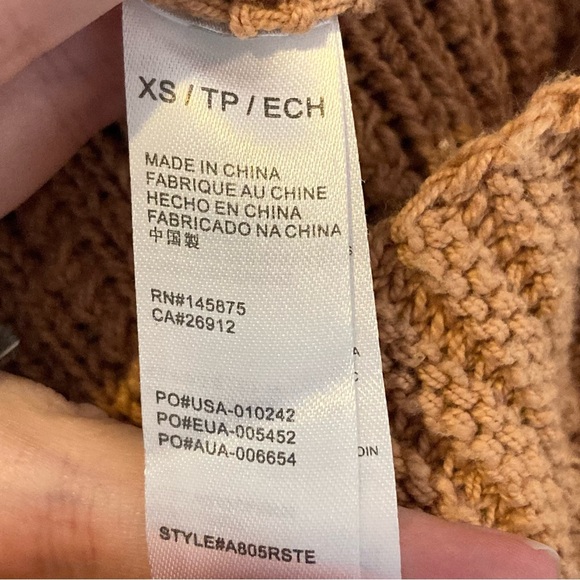 XS / TP / ECH
MADE IN CHINA
FABRIQUE AU CHINE
HECHO EN CHINA
FABRICADO NA CHINA
中国製
RN#145875
CA#26912
PO#USA-010242
PO#EUA-005452
PO#AUA-006654
STYLE#A805RSTE